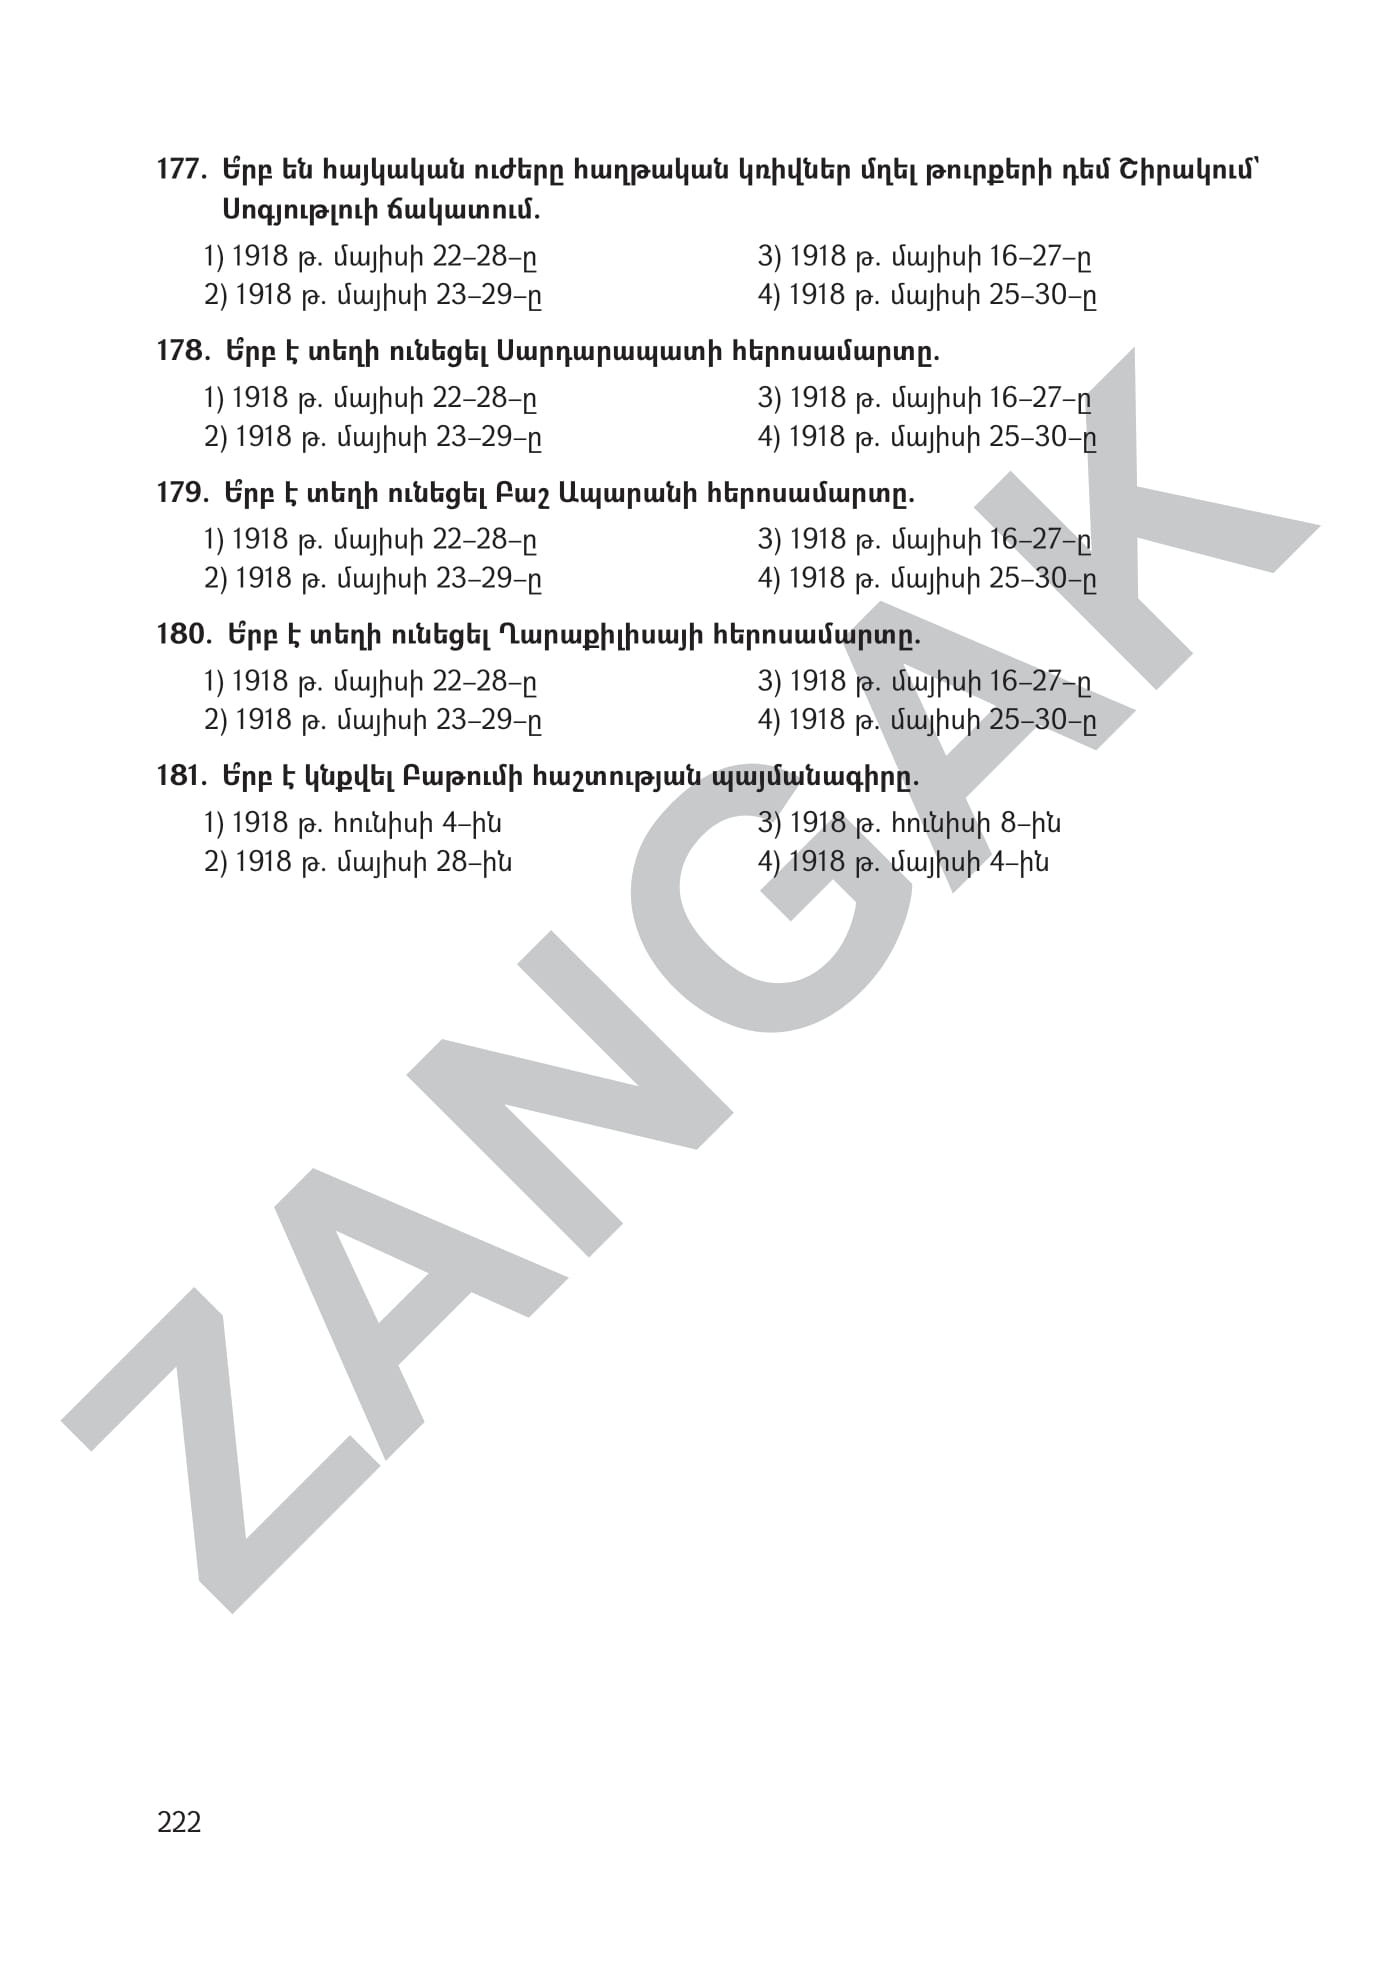 177. Ե՞րբ են հայկական ուժերը հաղթական կռիվներ մղել թուրքերի դեմ Շիրակում՝
Սոգյութլուի ճակատում.
1) 1918 թ. մայիսի 22–28–ը 3) 1918 թ. մայիսի 16–27–ը
2) 1918 թ. մայիսի 23–29–ը 4) 1918 թ. մայիսի 25–30–ը
178. Ե՞րբ է տեղի ունեցել Սարդարապատի հերոսամարտը.
1) 1918 թ. մայիսի 22–28–ը 3) 1918 թ. մայիսի 16–27–ը
2) 1918 թ. մայիսի 23–29–ը 4) 1918 թ. մայիսի 25–30–ը
179. Ե՞րբ է տեղի ունեցել Բաշ Ապարանի հերոսամարտը.
1) 1918 թ. մայիսի 22–28–ը 3) 1918 թ. մայիսի 16–27–ը
2) 1918 թ. մայիսի 23–29–ը 4) 1918 թ. մայիսի 25–30–ը
180. Ե՞րբ է տեղի ունեցել Ղարաքիլիսայի հերոսամարտը.
1) 1918 թ. մայիսի 22–28–ը 3) 1918 թ. մայիսի 16–27–ը
2) 1918 թ. մայիսի 23–29–ը 4) 1918 թ. մայիսի 25–30–ը
181. Ե՞րբ է կնքվել Բաթումի հաշտության պայմանագիրը.
1) 1918 թ. հունիսի 4–ին 3) 1918 թ. հունիսի 8–ին
2) 1918 թ. մայիսի 28–ին 4) 1918 թ. մայիսի 4–ին
ZANGAK
222